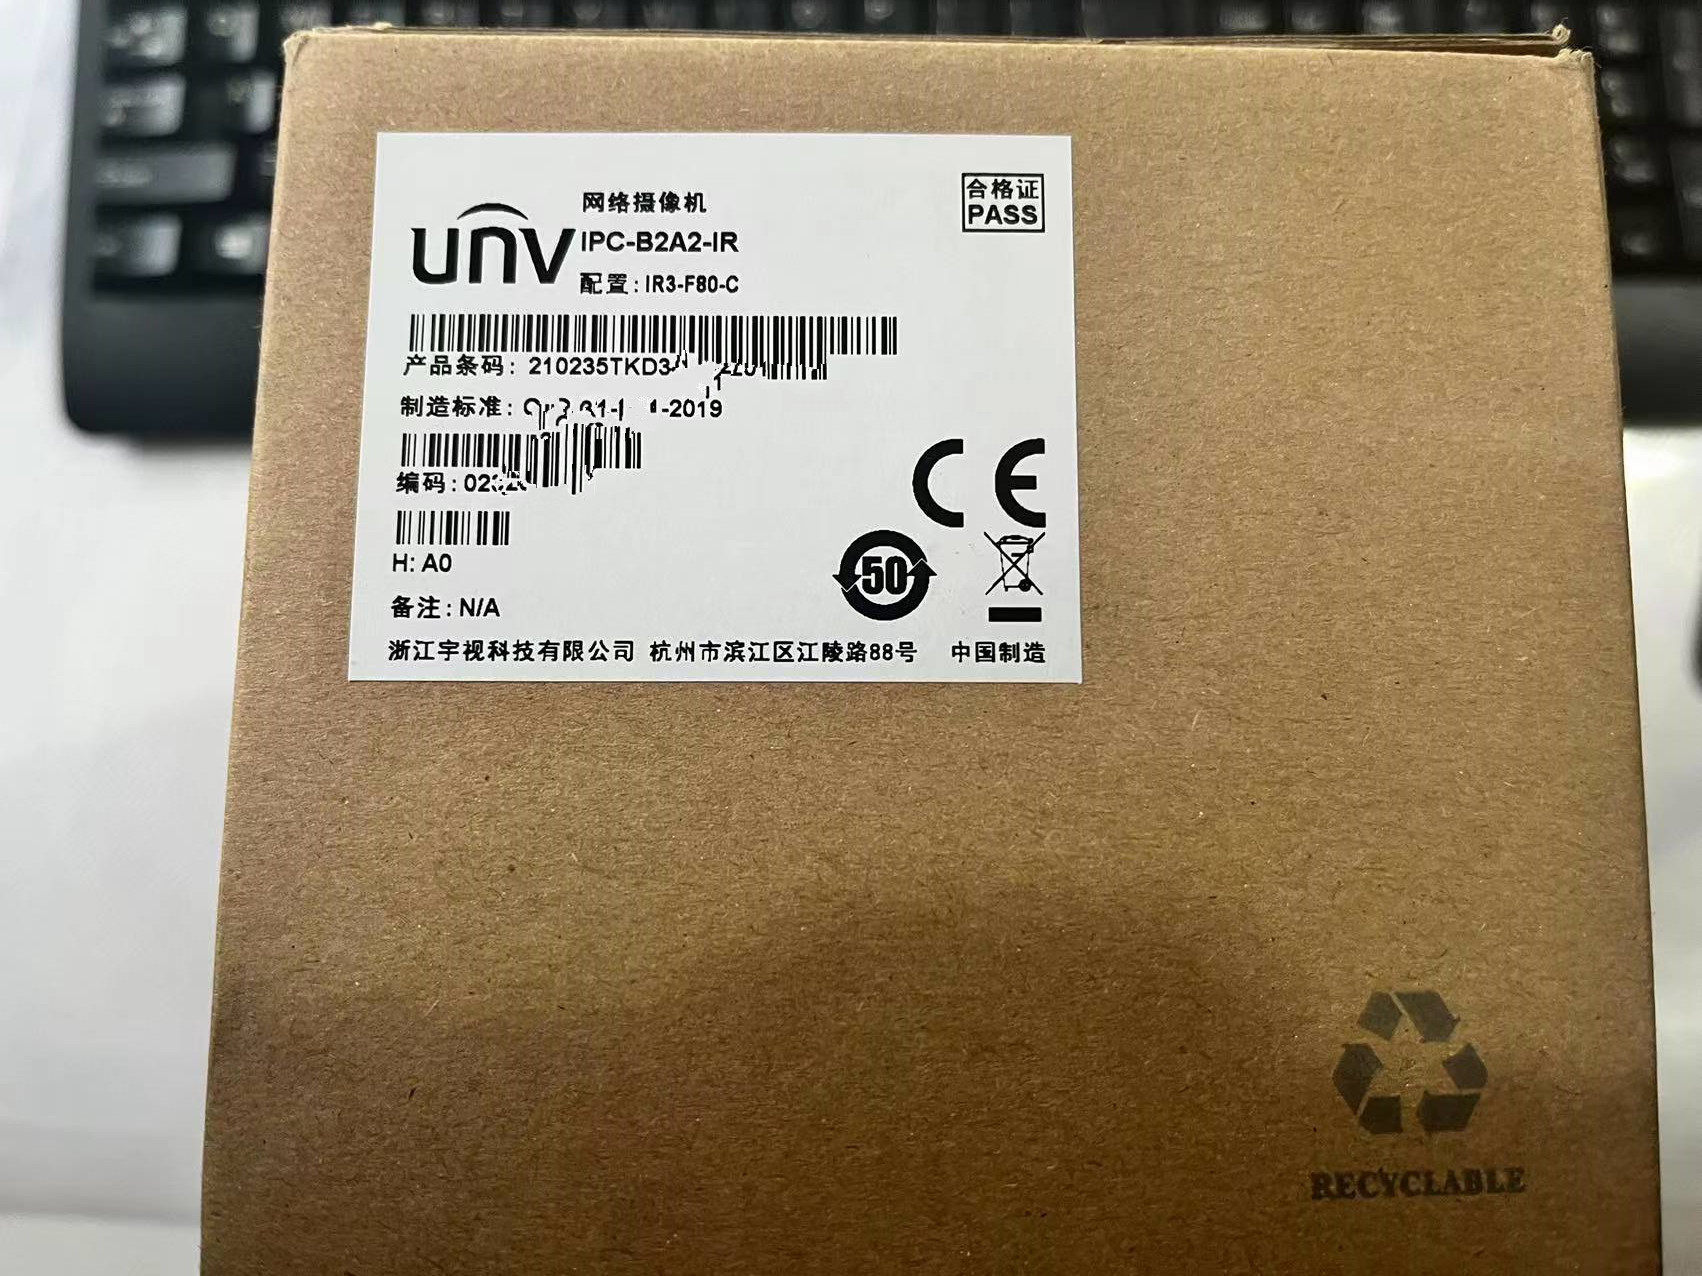 unv
网络摄像机
IPC-B2A2-IR
配置: IR3-F80-C
合格证
PASS
产品条码: 210235TKD3
制造标准: -2019
编码:
H: A0
备注: N/A
50
CE
浙江宇视科技有限公司 杭州市滨江区江陵路88号 中国制造
RECYCLABLE